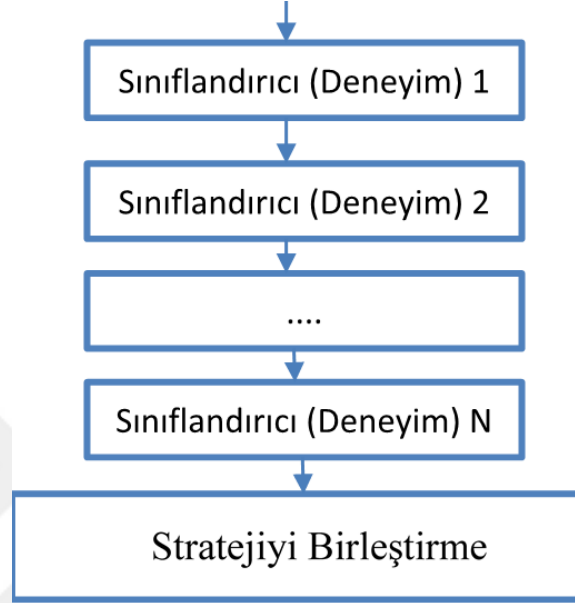 Sınıflandırıcı (Deneyim) 1
Sınıflandırıcı (Deneyim) 2
....
Sınıflandırıcı (Deneyim) N
Stratejiyi Birleştirme